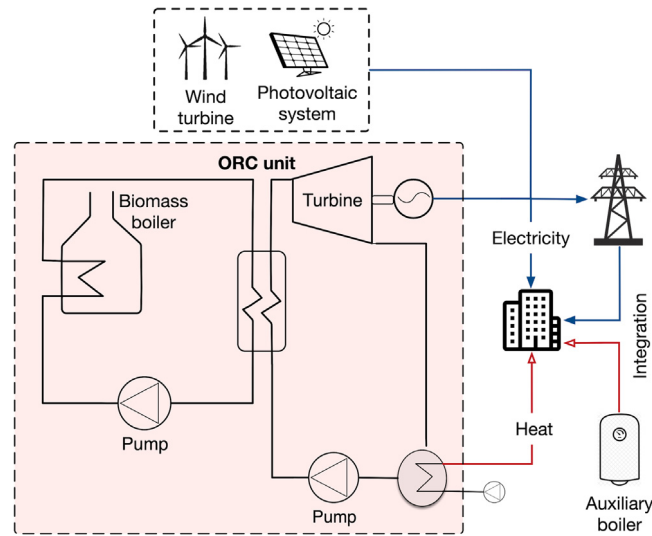 Wind
turbine
Photovoltaic
system
ORC unit
Biomass
boiler
Turbine
Electricity
Integration
Pump
Heat
Pump
Auxiliary
boiler